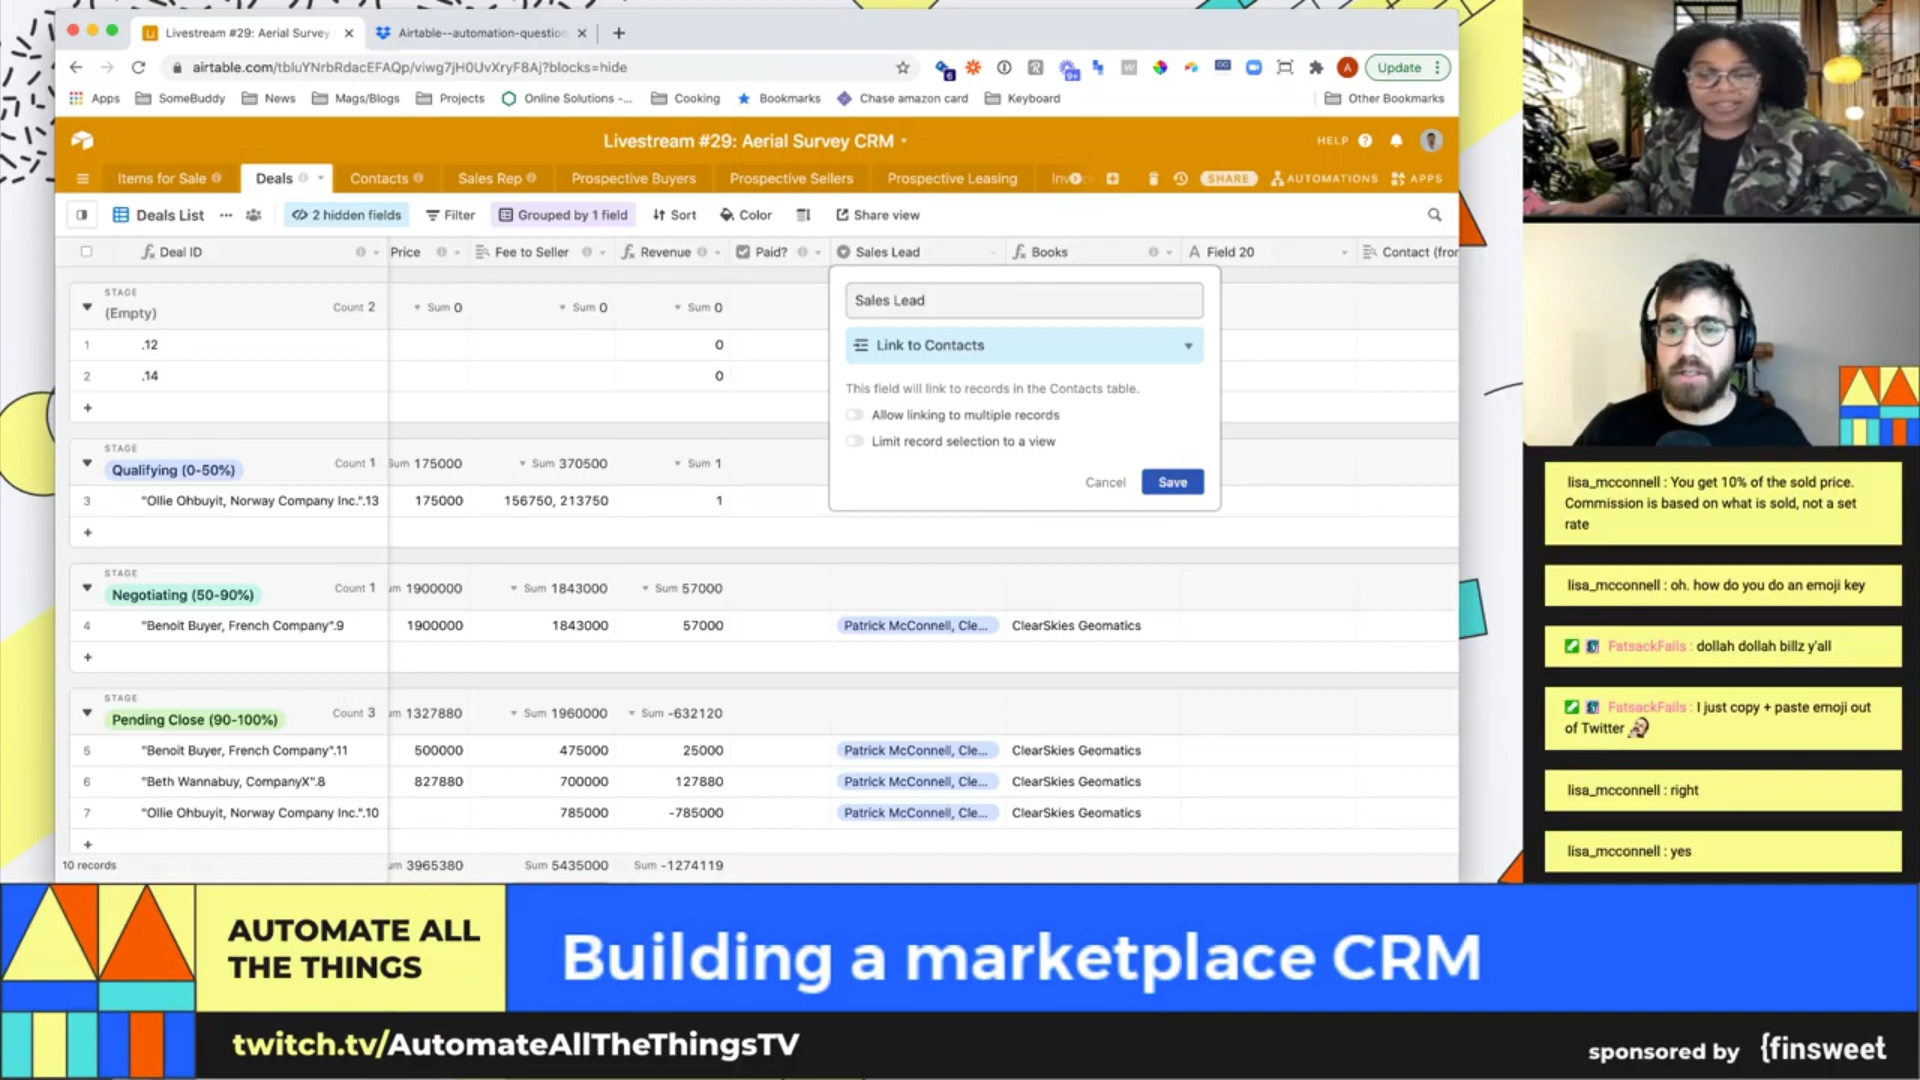 Livestream #29: Aerial Survey
Airtable--automation-question
airtable.com/tbluYNrbRdacEFAQp/viwg7jH0UvXryF8Aj?blocks=hide
Update
Apps
SomeBuddy
News
Mags/Blogs
Projects
Online Solutions -...
Cooking
Bookmarks
Chase amazon card
Keyboard
Other Bookmarks
Livestream #29: Aerial Survey CRM
HELP
Items for Sale
Deals
Contacts
Sales Rep
Prospective Buyers
Prospective Sellers
Prospective Leasing
SHARE
AUTOMATIONS
APPS
Deals List
2 hidden fields
Filter
Grouped by 1 field
Sort
Color
Share view
Deal ID
Price
Fee to Seller
Revenue
Paid?
Sales Lead
Books
Field 20
Contact (fror
STAGE
(Empty)
Count 2
Sum 0
Sum 0
Sum 0
1 .12 0
2 .14 0
+
STAGE
Qualifying (0-50%)
Count 1
Sum 175000
Sum 370500
Sum 1
3 "Ollie Ohbuyit, Norway Company Inc.".13 175000 156750, 213750 1
+
STAGE
Negotiating (50-90%)
Count 1
um 1900000
Sum 1843000
Sum 57000
4 "Benoit Buyer, French Company".9 1900000 1843000 57000 Patrick McConnell, Cle... ClearSkies Geomatics
+
STAGE
Pending Close (90-100%)
Count 3
um 1327880
Sum 1960000
Sum -632120
5 "Benoit Buyer, French Company".11 500000 475000 25000 Patrick McConnell, Cle... ClearSkies Geomatics
6 "Beth Wannabuy, CompanyX".8 827880 700000 127880 Patrick McConnell, Cle... ClearSkies Geomatics
7 "Ollie Ohbuyit, Norway Company Inc.".10 785000 -785000 Patrick McConnell, Cle... ClearSkies Geomatics
+
10 records
um 3965380
Sum 5435000
Sum -1274119
Sales Lead
Link to Contacts
This field will link to records in the Contacts table.
Allow linking to multiple records
Limit record selection to a view
Cancel
Save
lisa_mcconnell : You get 10% of the sold price.
Commission is based on what is sold, not a set
rate
lisa_mcconnell : oh. how do you do an emoji key
FatsackFails : dollah dollah billz y'all
FatsackFails : I just copy + paste emoji out
of Twitter
lisa_mcconnell : right
lisa_mcconnell : yes
AUTOMATE ALL
THE THINGS
Building a marketplace CRM
twitch.tv/AutomateAllTheThingsTV
sponsored by {finsweet